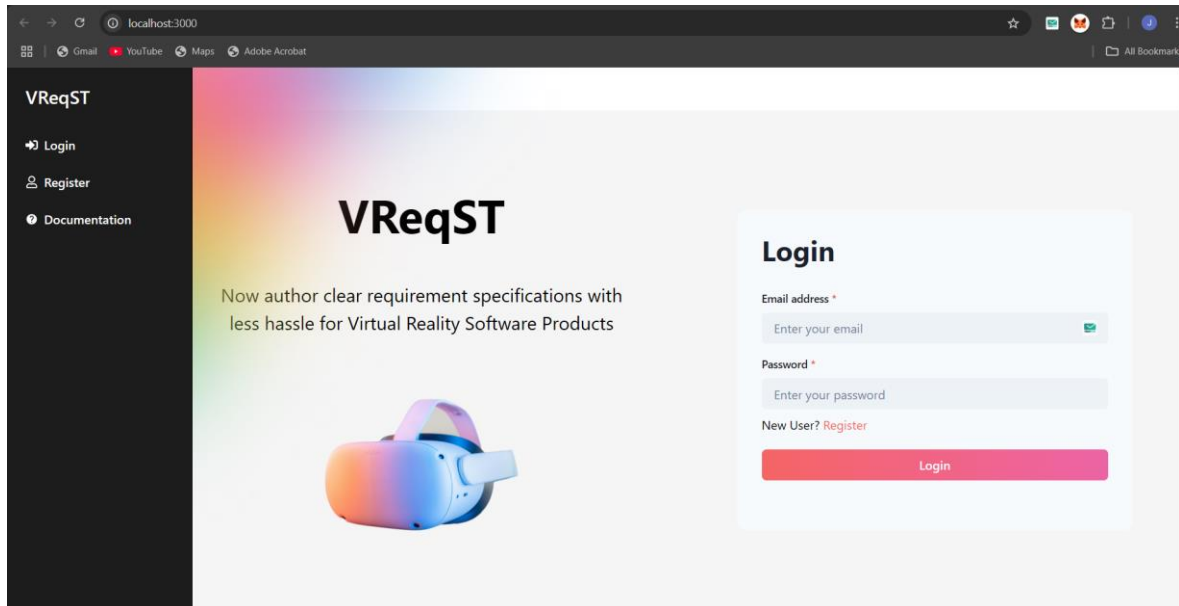 localhost:3000
J
Gmail
YouTube
Maps
Adobe Acrobat
All Bookmark
VReqST
Login
Register
Documentation
VReqST
Now author clear requirement specifications with
less hassle for Virtual Reality Software Products
Login
Email address *
Enter your email
Password *
Enter your password
New User? Register
Login